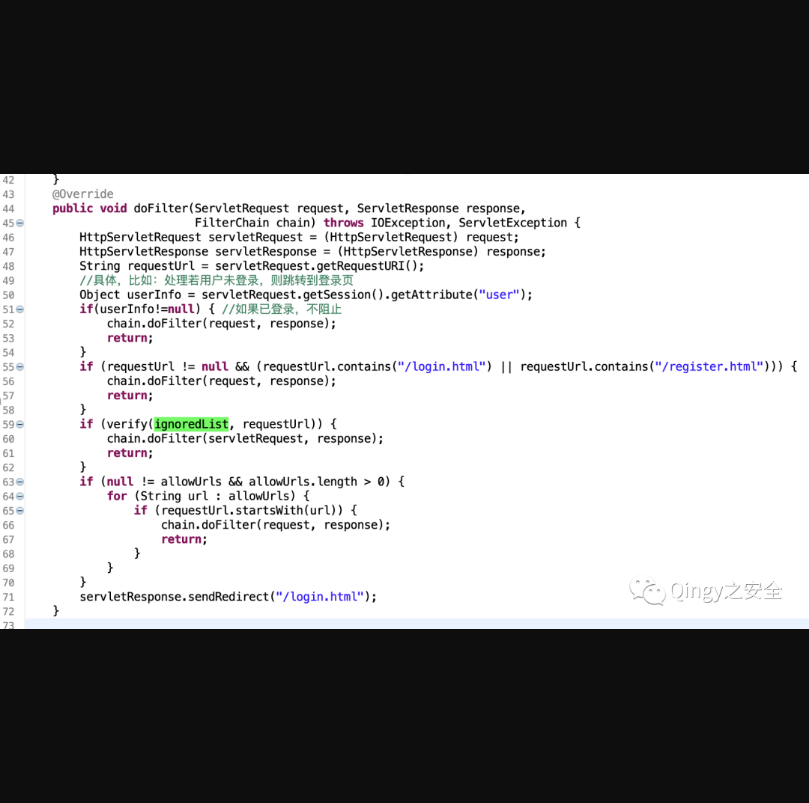 42 }
43 @Override
44 public void doFilter(ServletRequest request, ServletResponse response,
45 FilterChain chain) throws IOException, ServletException {
46 HttpServletRequest servletRequest = (HttpServletRequest) request;
47 HttpServletResponse servletResponse = (HttpServletResponse) response;
48 String requestUrl = servletRequest.getRequestURI();
49 //具体，比如：处理若用户未登录，则跳转到登录页
50 Object userInfo = servletRequest.getSession().getAttribute("user");
51 if(userInfo!=null) { //如果已登录，不阻止
52 chain.doFilter(request, response);
53 return;
54 }
55 if (requestUrl != null && (requestUrl.contains("/login.html") || requestUrl.contains("/register.html"))) {
56 chain.doFilter(request, response);
57 return;
58 }
59 if (verify(ignoredList, requestUrl)) {
60 chain.doFilter(servletRequest, response);
61 return;
62 }
63 if (null != allowUrls && allowUrls.length > 0) {
64 for (String url : allowUrls) {
65 if (requestUrl.startsWith(url)) {
66 chain.doFilter(request, response);
67 return;
68 }
69 }
70 }
71 servletResponse.sendRedirect("/login.html");
72 }
73
Qingy之安全